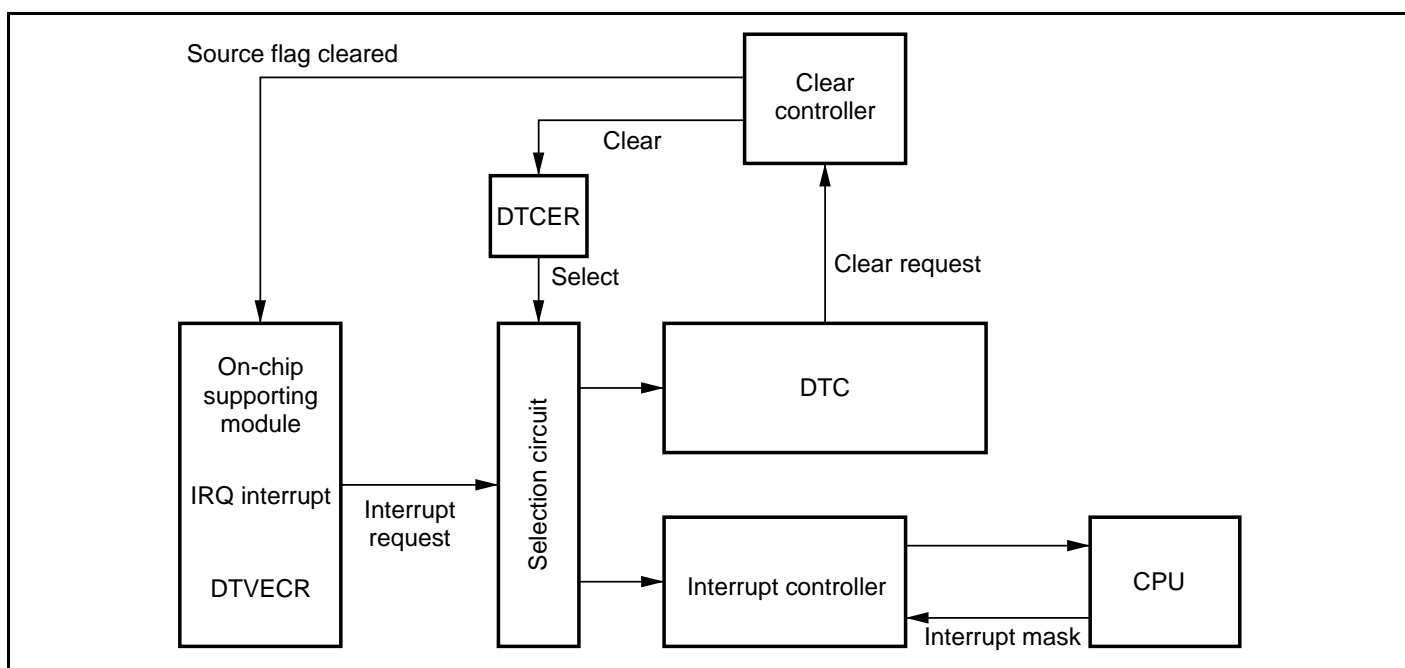 Source flag cleared
Clear
controller
Clear
DTCER
Clear request
Select
On-chip
supporting
module
IRQ interrupt
DTVECR
Interrupt
request
Selection circuit
DTC
Interrupt controller
CPU
Interrupt mask